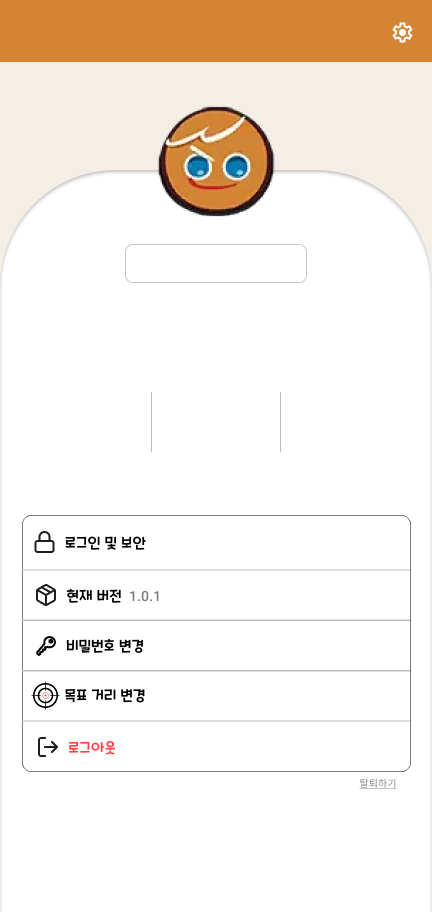 로그인 및 보안
현재 버전 1.0.1
비밀번호 변경
목표 거리 변경
로그아웃
탈퇴하기